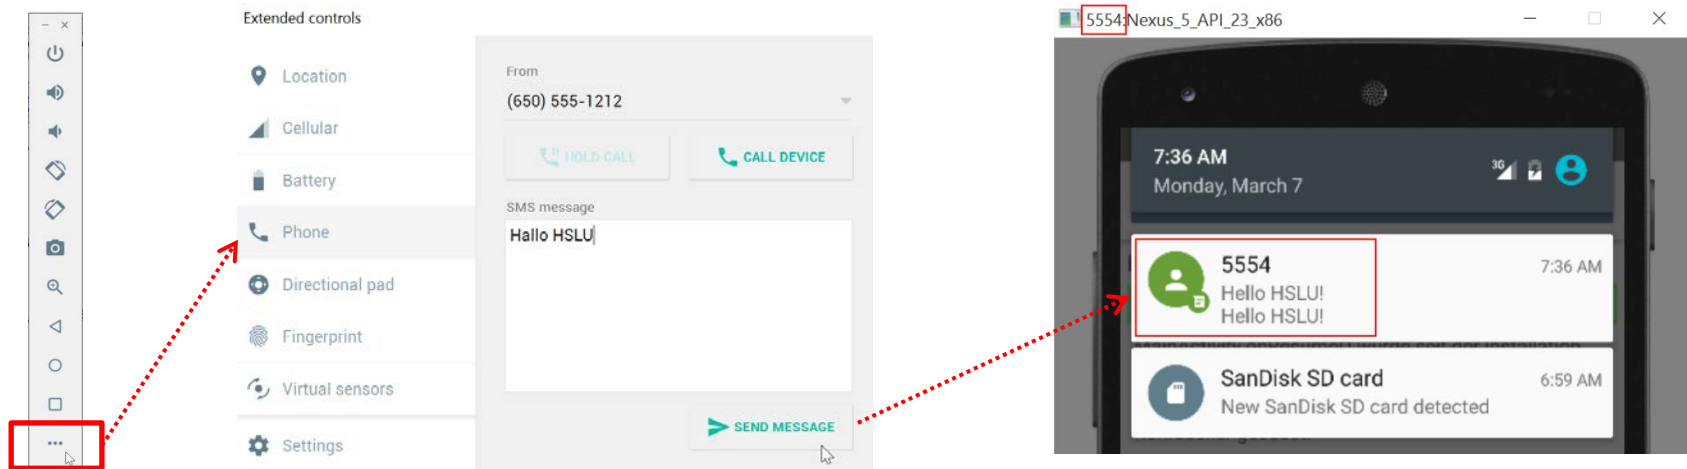 Extended controls
Location
Cellular
Battery
Phone
Directional pad
Fingerprint
Virtual sensors
Settings
From
(650) 555-1212
HOLD CALL
CALL DEVICE
SMS message
Hallo HSLU
SEND MESSAGE
5554:Nexus_5_API_23_x86
7:36 AM
Monday, March 7
3G
5554
7:36 AM
Hello HSLU!
Hello HSLU!
SanDisk SD card
6:59 AM
New SanDisk SD card detected